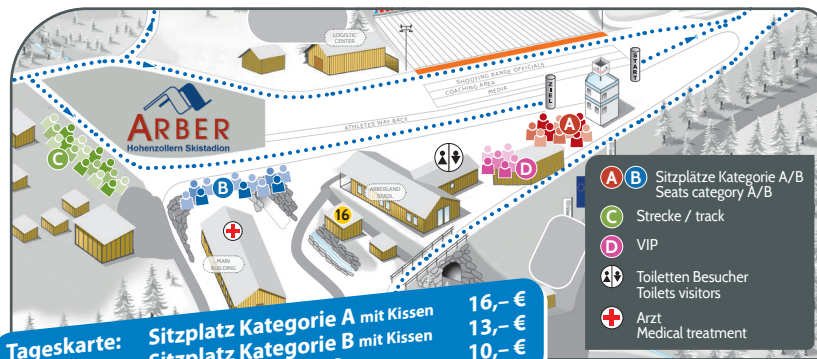 LOGISTIC
CENTER
SHOOTING RANGE OFFICIALS
COACHING AREA
MEDIA
ZIEL
START
ATHLETES WAY BACK
ARBER
Hohenzollern Skistadion
A
B
C
D
ARBERLAND
STADL
16
MAIN
BUILDING
A B Sitzplätze Kategorie A/B
Seats category A/B
C Strecke / track
D VIP
Toiletten Besucher
Toilets visitors
Arzt
Medical treatment
Tageskarte: Sitzplatz Kategorie A mit Kissen 16,– €
Sitzplatz Kategorie B mit Kissen 13,– €
10,– €